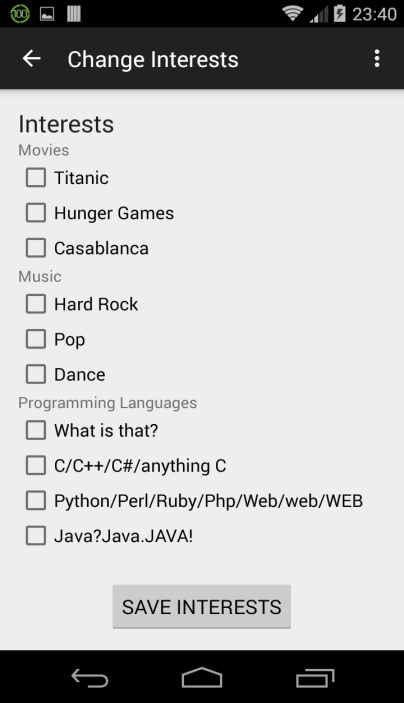 100 23:40
Change Interests
Interests
Movies
Titanic
Hunger Games
Casablanca
Music
Hard Rock
Pop
Dance
Programming Languages
What is that?
C/C++/C#/anything C
Python/Perl/Ruby/Php/Web/web/WEB
Java?Java.JAVA!
SAVE INTERESTS